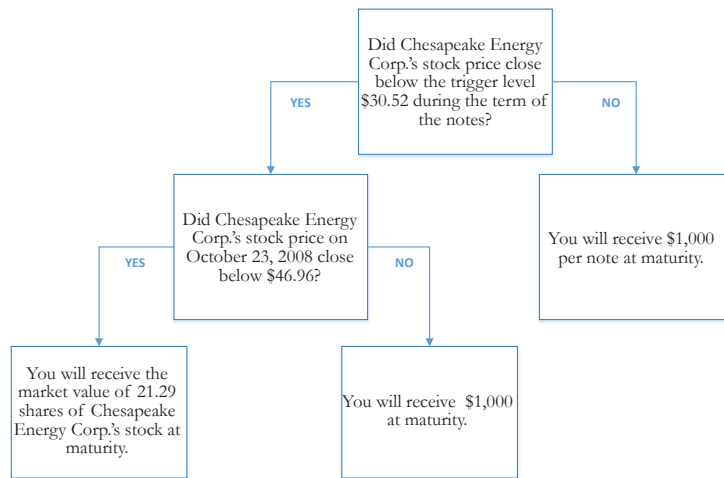 Did Chesapeake Energy
Corp.'s stock price close
below the trigger level
$30.52 during the term of
the notes?
YES
NO
Did Chesapeake Energy
Corp.'s stock price on
October 23, 2008 close
below $46.96?
You will receive $1,000
per note at maturity.
YES
NO
You will receive the
market value of 21.29
shares of Chesapeake
Energy Corp.'s stock at
maturity.
You will receive $1,000
at maturity.